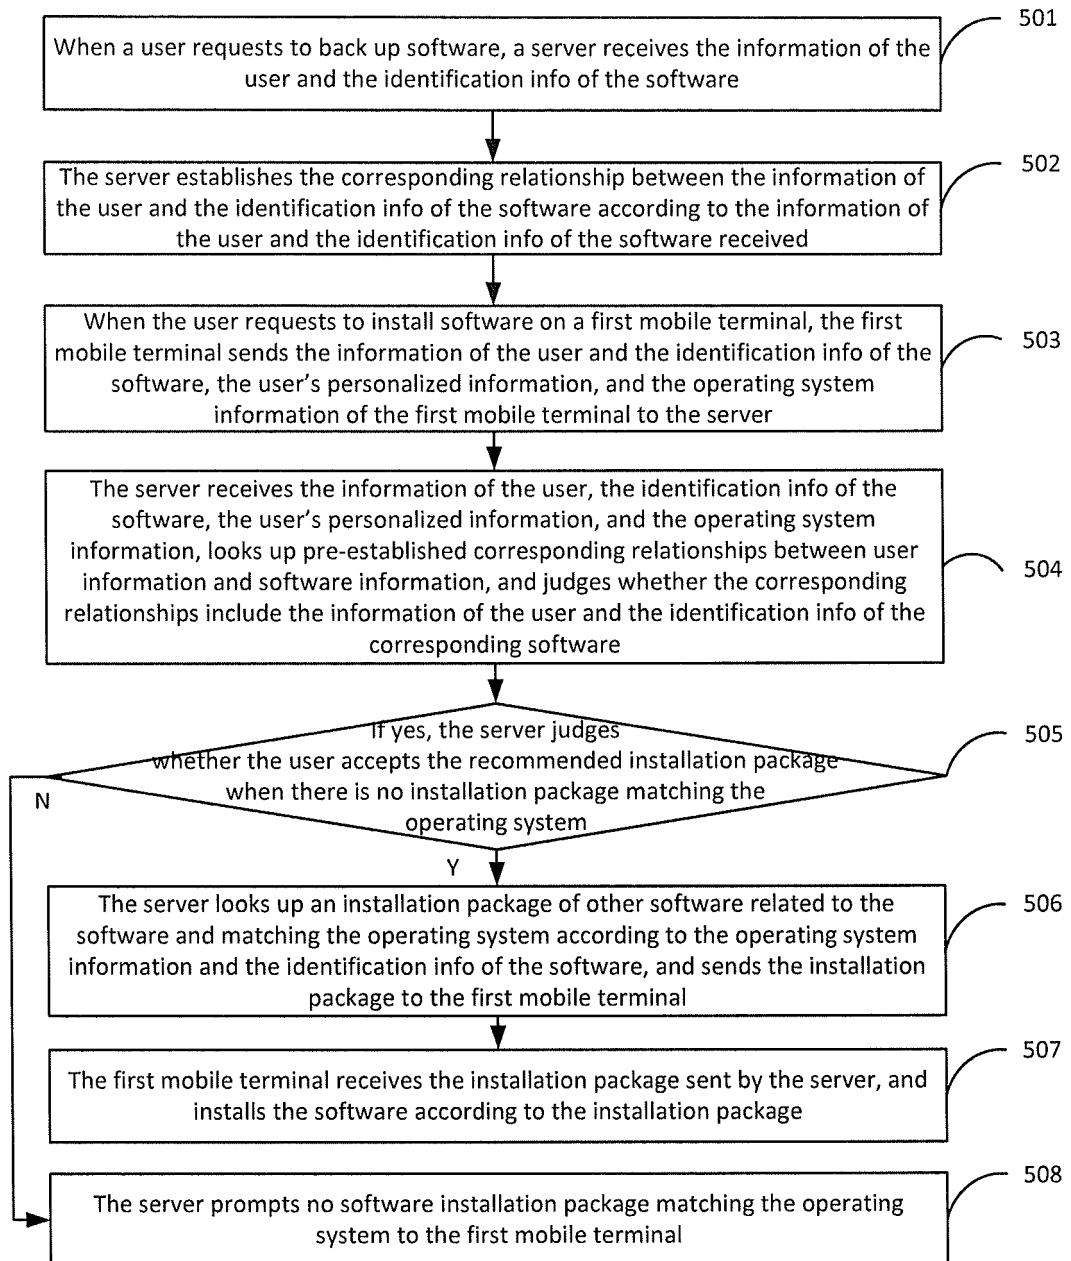 When a user requests to back up software, a server receives the information of the
user and the identification info of the software
501
The server establishes the corresponding relationship between the information of
the user and the identification info of the software according to the information of
the user and the identification info of the software received
502
When the user requests to install software on a first mobile terminal, the first
mobile terminal sends the information of the user and the identification info of the
software, the user's personalized information, and the operating system
information of the first mobile terminal to the server
503
The server receives the information of the user, the identification info of the
software, the user's personalized information, and the operating system
information, looks up pre-established corresponding relationships between user
information and software information, and judges whether the corresponding
relationships include the information of the user and the identification info of the
corresponding software
504
If yes, the server judges
whether the user accepts the recommended installation package
when there is no installation package matching the
operating system
505
N
Y
The server looks up an installation package of other software related to the
software and matching the operating system according to the operating system
information and the identification info of the software, and sends the installation
package to the first mobile terminal
506
The first mobile terminal receives the installation package sent by the server, and
installs the software according to the installation package
507
The server prompts no software installation package matching the operating
system to the first mobile terminal
508